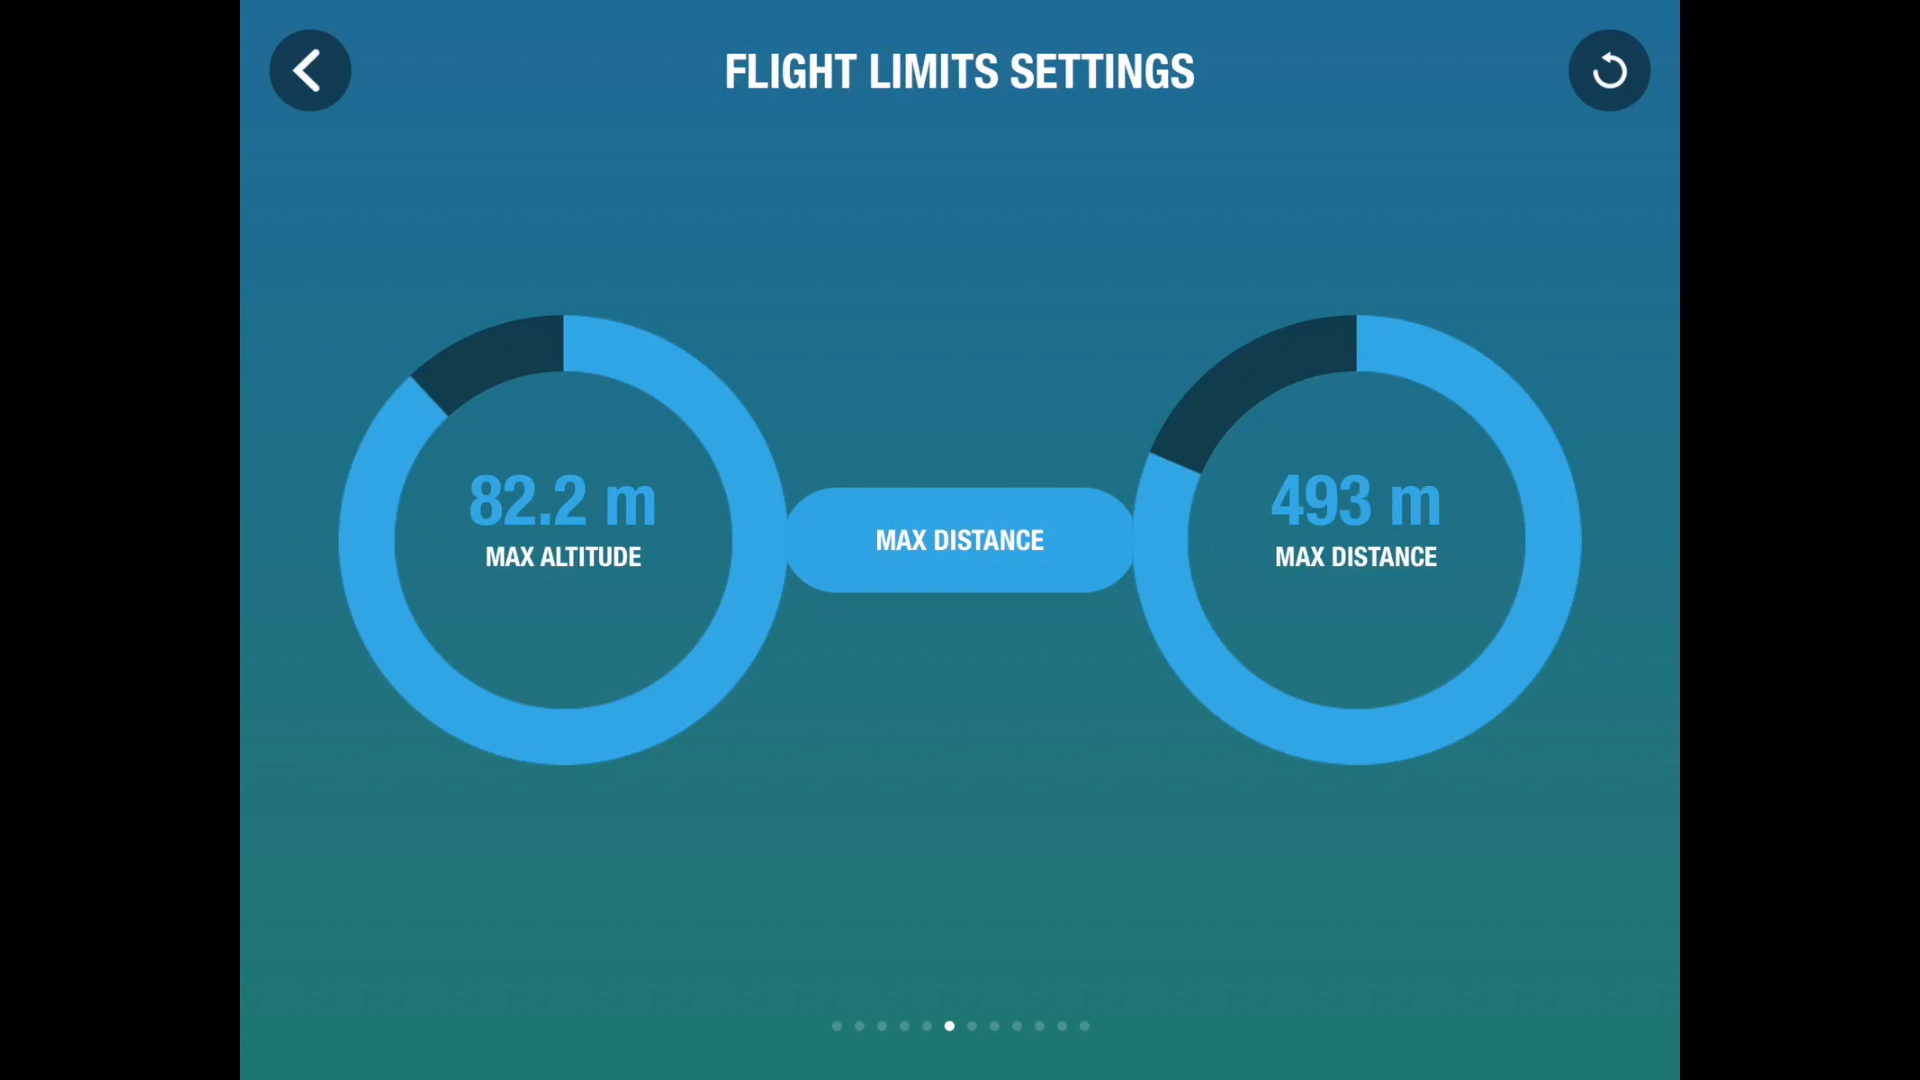 FLIGHT LIMITS SETTINGS
82.2 m
MAX ALTITUDE
MAX DISTANCE
493 m
MAX DISTANCE